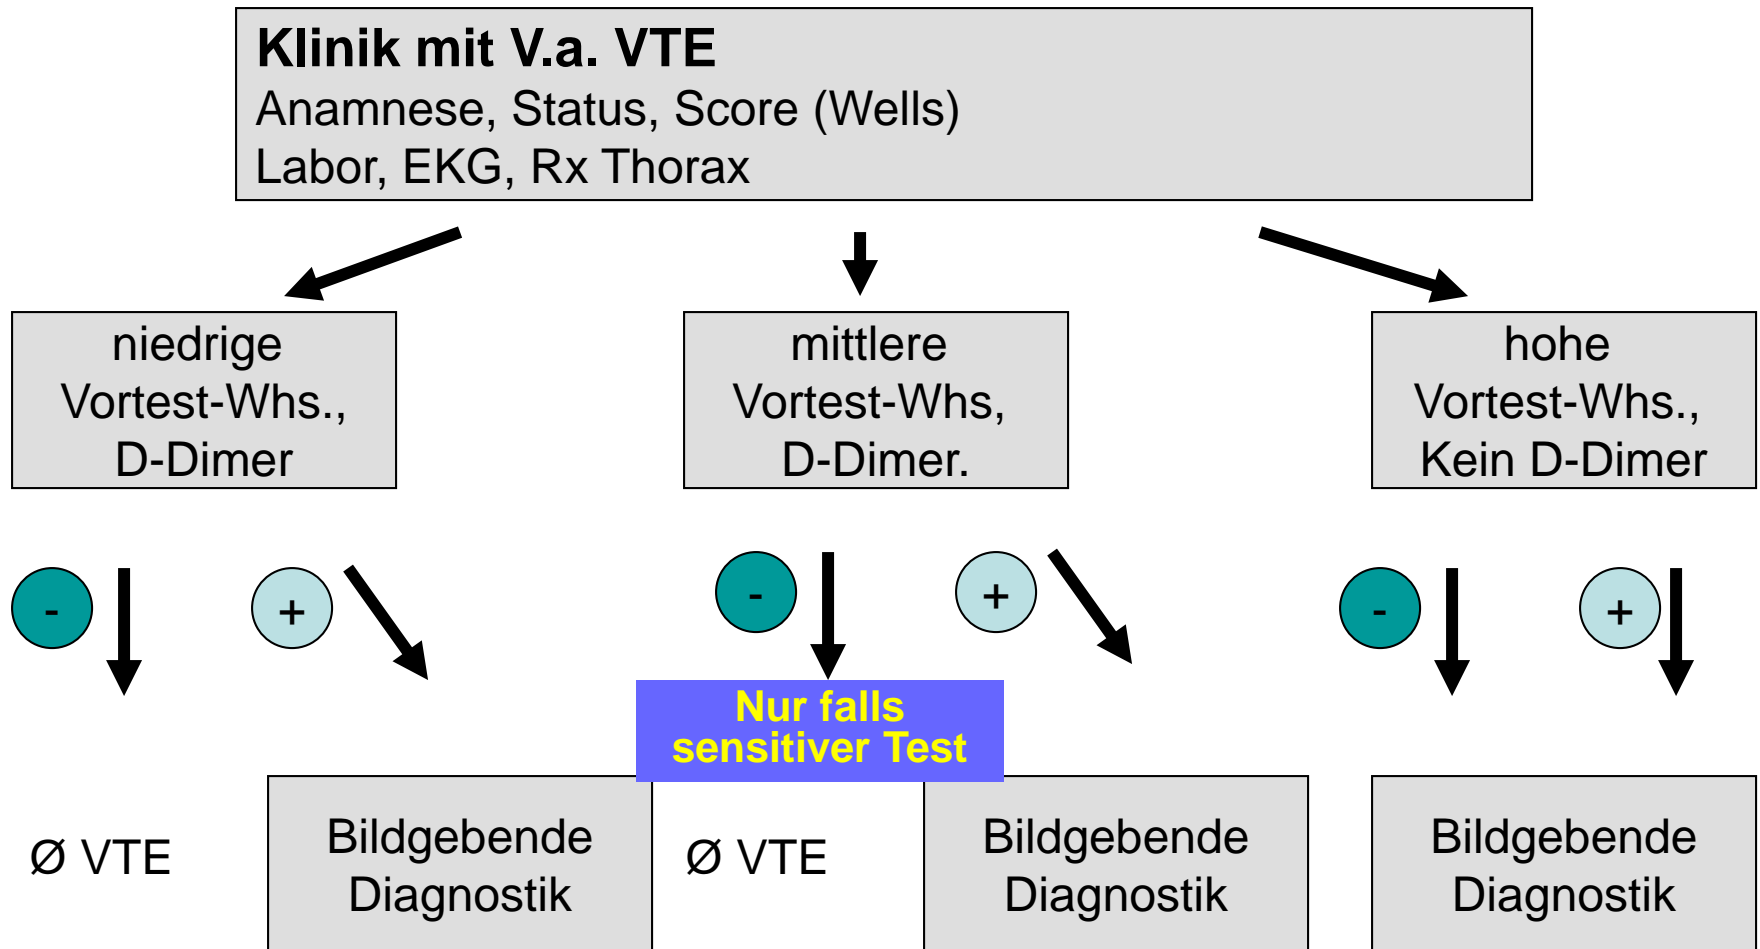 Klinik mit V.a. VTE
Anamnese, Status, Score (Wells)
Labor, EKG, Rx Thorax
niedrige
Vortest-Whs.,
D-Dimer
mittlere
Vortest-Whs,
D-Dimer.
hohe
Vortest-Whs.,
Kein D-Dimer
-
+
-
+
-
+
Nur falls
sensitiver Test
Ø VTE
Bildgebende
Diagnostik
Ø VTE
Bildgebende
Diagnostik
Bildgebende
Diagnostik